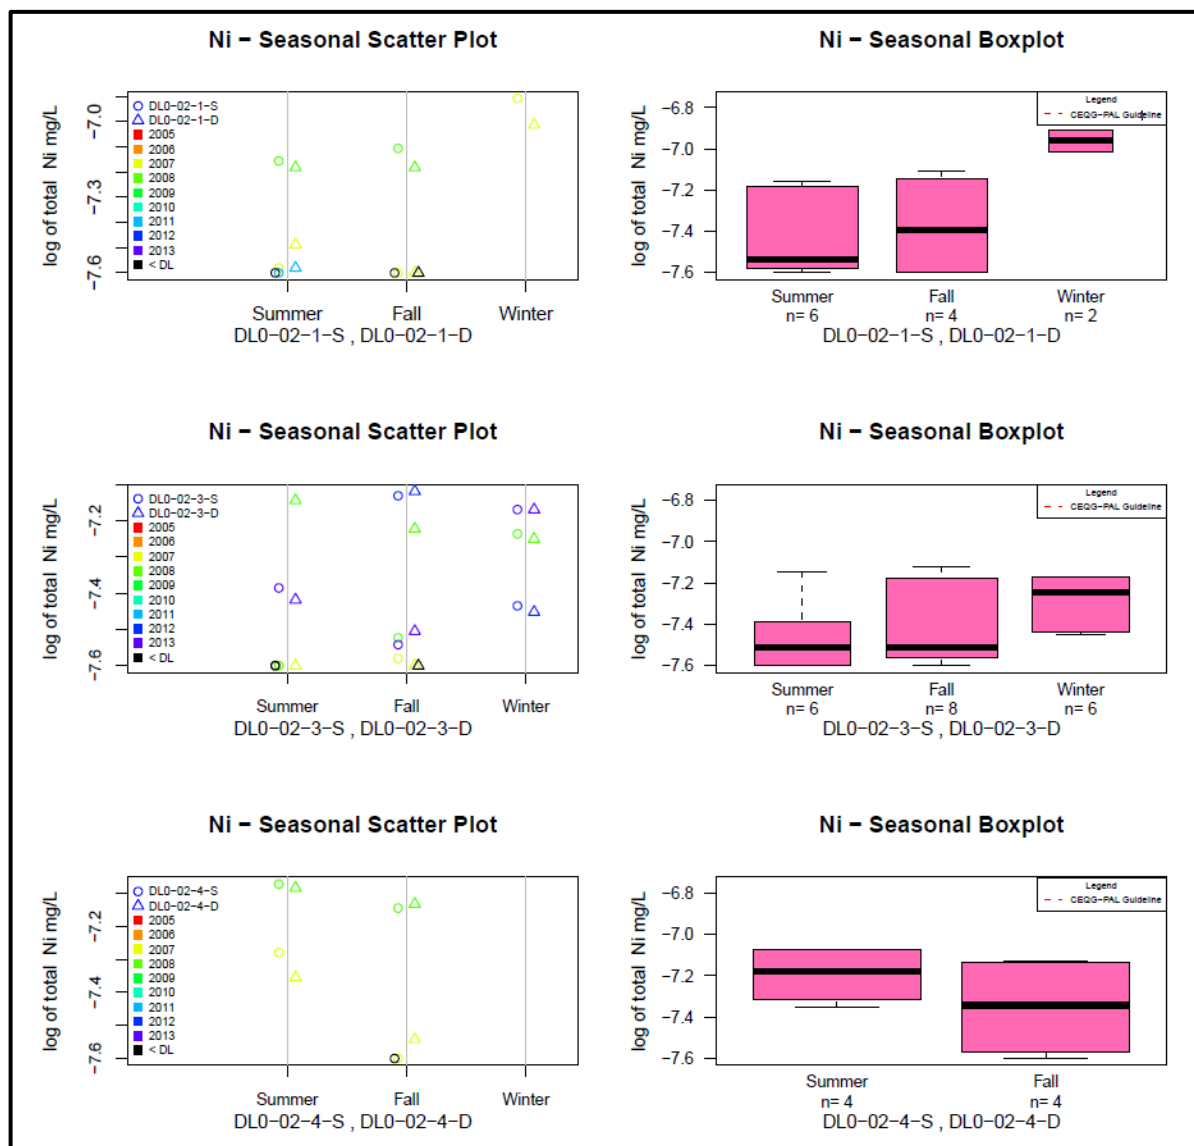 Ni − Seasonal Scatter Plot
log of total Ni mg/L
−7.0
−7.3
−7.6
DL0−02−1−S
DL0−02−1−D
2005
2006
2007
2008
2009
2010
2011
2012
2013
< DL
Summer Fall Winter
DL0−02−1−S , DL0−02−1−D
Ni − Seasonal Boxplot
log of total Ni mg/L
−6.8
−7.0
−7.2
−7.4
−7.6
Legend
CEQG−PAL Guideline
Summer Fall Winter
n= 6 n= 4 n= 2
DL0−02−1−S , DL0−02−1−D
Ni − Seasonal Scatter Plot
log of total Ni mg/L
−7.2
−7.4
−7.6
DL0−02−3−S
DL0−02−3−D
2005
2006
2007
2008
2009
2010
2011
2012
2013
< DL
Summer Fall Winter
DL0−02−3−S , DL0−02−3−D
Ni − Seasonal Boxplot
log of total Ni mg/L
−6.8
−7.0
−7.2
−7.4
−7.6
Legend
CEQG−PAL Guideline
Summer Fall Winter
n= 6 n= 8 n= 6
DL0−02−3−S , DL0−02−3−D
Ni − Seasonal Scatter Plot
log of total Ni mg/L
−7.2
−7.4
−7.6
DL0−02−4−S
DL0−02−4−D
2005
2006
2007
2008
2009
2010
2011
2012
2013
< DL
Summer Fall Winter
DL0−02−4−S , DL0−02−4−D
Ni − Seasonal Boxplot
log of total Ni mg/L
−6.8
−7.0
−7.2
−7.4
−7.6
Legend
CEQG−PAL Guideline
Summer Fall
n= 4 n= 4
DL0−02−4−S , DL0−02−4−D